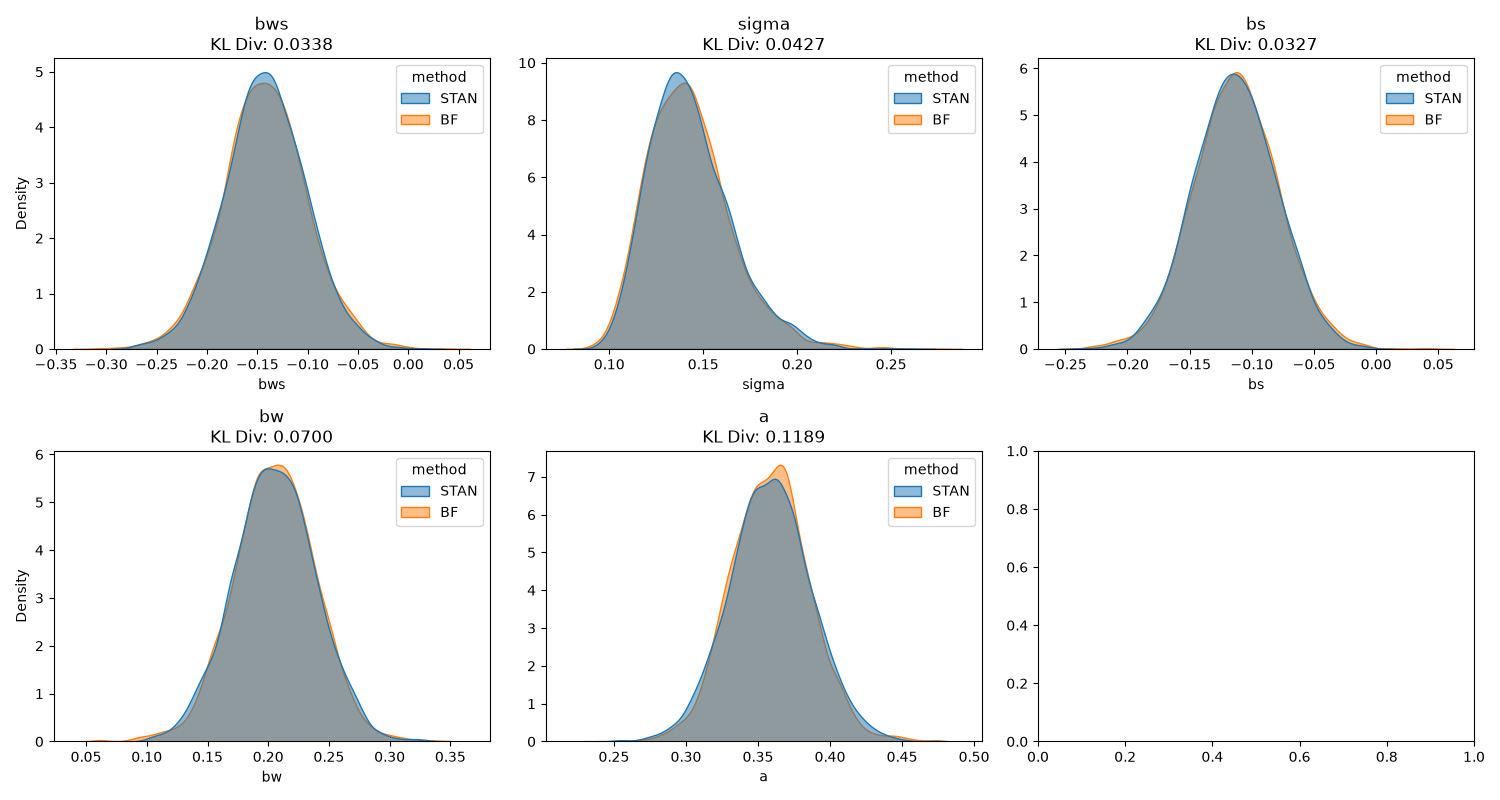 bws
KL Div: 0.0338
Density
5
4
3
2
1
0
−0.35 −0.30 −0.25 −0.20 −0.15 −0.10 −0.05 0.00 0.05
bws
method
STAN
BF
sigma
KL Div: 0.0427
10
8
6
4
2
0
0.10 0.15 0.20 0.25
sigma
method
STAN
BF
bs
KL Div: 0.0327
6
5
4
3
2
1
0
−0.25 −0.20 −0.15 −0.10 −0.05 0.00 0.05
bs
method
STAN
BF
bw
KL Div: 0.0700
Density
6
5
4
3
2
1
0
0.05 0.10 0.15 0.20 0.25 0.30 0.35
bw
method
STAN
BF
a
KL Div: 0.1189
7
6
5
4
3
2
1
0
0.25 0.30 0.35 0.40 0.45 0.50
a
method
STAN
BF
1.0
0.8
0.6
0.4
0.2
0.0
0.0 0.2 0.4 0.6 0.8 1.0